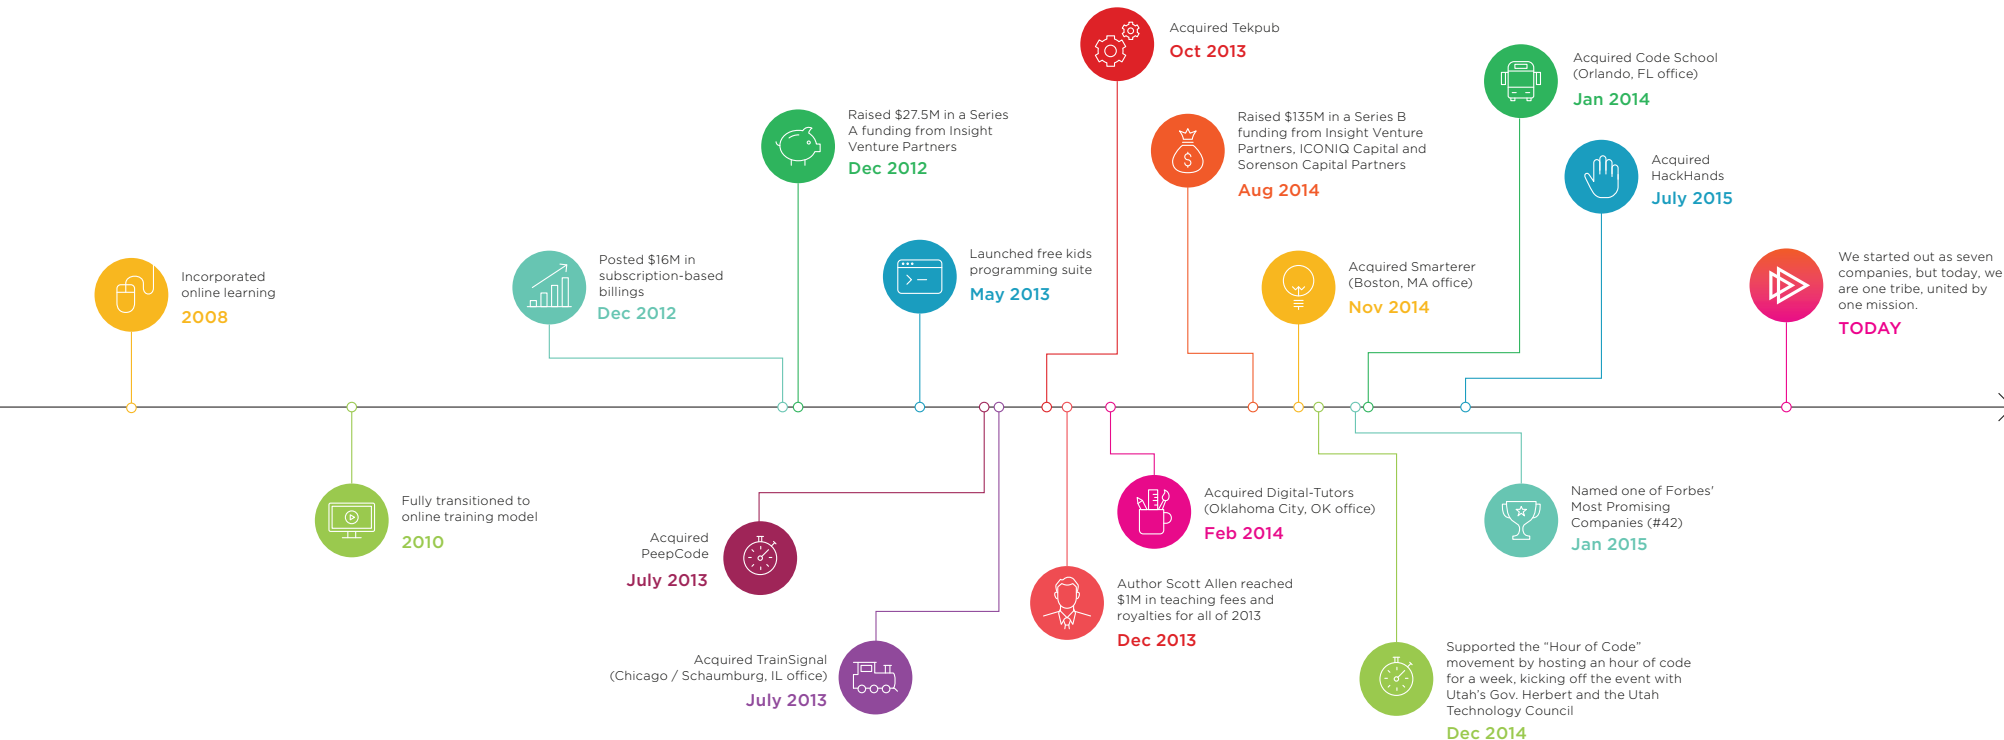 Incorporated
online learning
2008
Fully transitioned to
online training model
2010
Posted $16M in
subscription-based
billings
Dec 2012
Raised $27.5M in a Series
A funding from Insight
Venture Partners
Dec 2012
Launched free kids
programming suite
May 2013
Acquired
PeepCode
July 2013
Acquired TrainSignal
(Chicago / Schaumburg, IL office)
July 2013
Acquired Tekpub
Oct 2013
Author Scott Allen reached
$1M in teaching fees and
royalties for all of 2013
Dec 2013
Acquired Digital-Tutors
(Oklahoma City, OK office)
Feb 2014
Raised $135M in a Series B
funding from Insight Venture
Partners, ICONIQ Capital and
Sorenson Capital Partners
Aug 2014
Acquired Smarterer
(Boston, MA office)
Nov 2014
Supported the “Hour of Code”
movement by hosting an hour of code
for a week, kicking off the event with
Utah’s Gov. Herbert and the Utah
Technology Council
Dec 2014
Named one of Forbes'
Most Promising
Companies (#42)
Jan 2015
Acquired Code School
(Orlando, FL office)
Jan 2014
Acquired
HackHands
July 2015
We started out as seven
companies, but today, we
are one tribe, united by
one mission.
TODAY